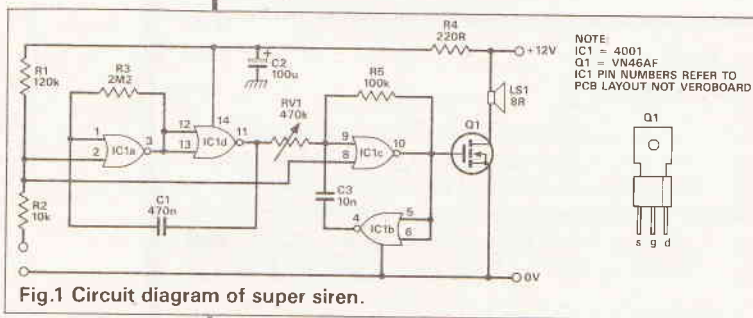 R1
120k
R3
2M2
1
2
3
IC1a
12
13
14
11
IC1d
C2
100u
+
RV1
470k
R4
220R
+12V
R5
100k
9
8
10
IC1c
LS1
8R
Q1
R2
10k
C1
470n
C3
10n
4
5
6
IC1b
0V
NOTE
IC1 = 4001
Q1 = VN46AF
IC1 PIN NUMBERS REFER TO
PCB LAYOUT NOT VEROBOARD
Q1
s g d
Fig.1 Circuit diagram of super siren.